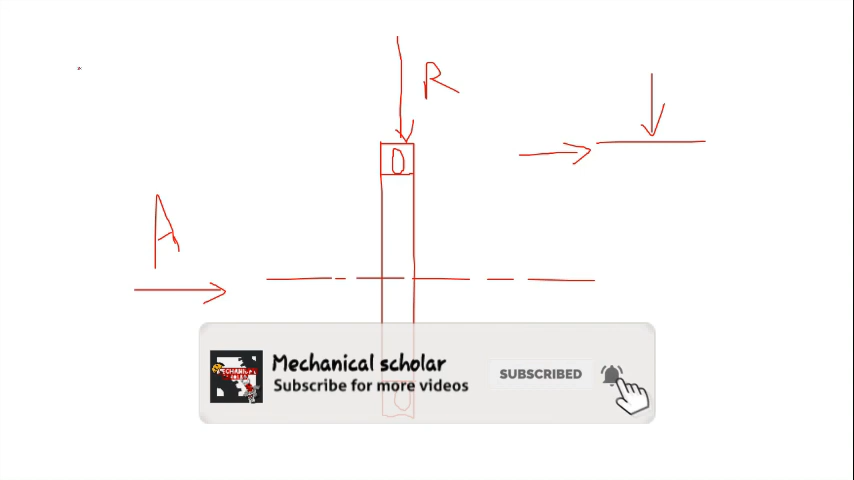 R
A
Mechanical scholar
Subscribe for more videos
SUBSCRIBED